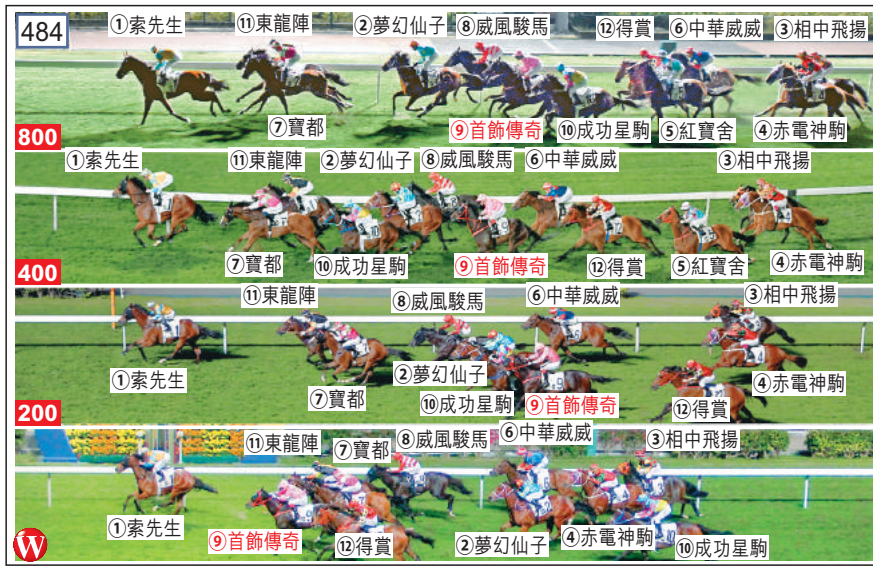 484
①索先生 ⑪東龍陣 ②夢幻仙子 ⑧威風駿馬 ⑫得賞 ⑥中華威威 ③相中飛揚
⑦寶都 ⑨首飾傳奇 ⑩成功星駒 ⑤紅寶舍 ④赤電神駒
800
①索先生 ⑪東龍陣 ②夢幻仙子 ⑧威風駿馬 ⑥中華威威 ③相中飛揚
⑦寶都 ⑩成功星駒 ⑨首飾傳奇 ⑫得賞 ⑤紅寶舍 ④赤電神駒
400
⑪東龍陣 ⑧威風駿馬 ⑥中華威威 ③相中飛揚
①索先生 ⑦寶都 ②夢幻仙子 ④赤電神駒
⑩成功星駒 ⑨首飾傳奇 ⑫得賞
200
⑪東龍陣 ⑦寶都 ⑧威風駿馬 ⑥中華威威 ③相中飛揚
①索先生 ⑨首飾傳奇 ⑫得賞 ②夢幻仙子 ④赤電神駒 ⑩成功星駒
W